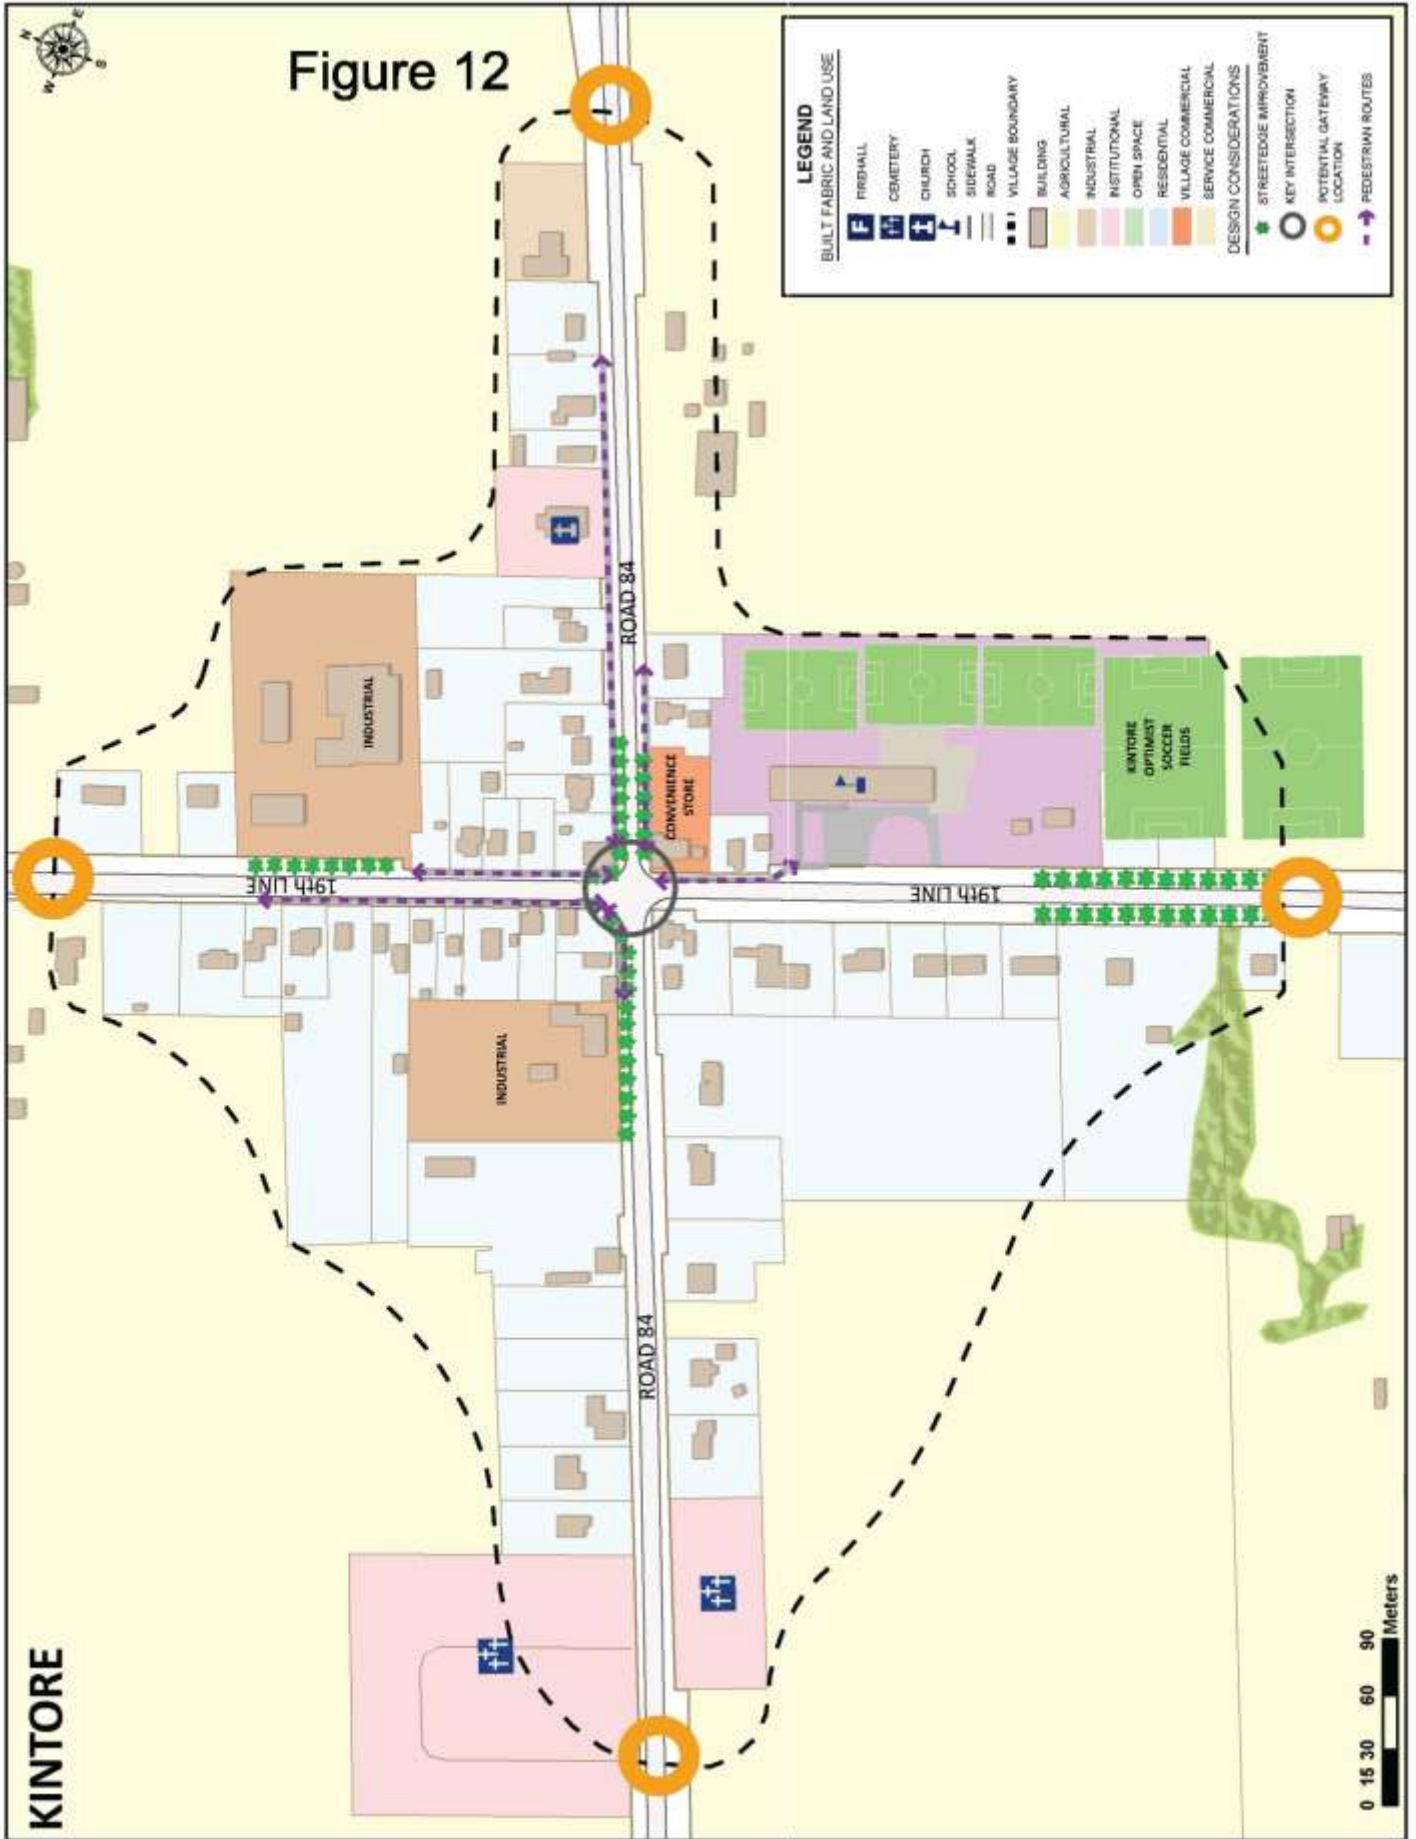 Figure 12
N
E
S
W
LEGEND
BUILT FABRIC AND LAND USE
F FIREHALL
CEMETERY
CHURCH
SCHOOL
SIDEWALK
ROAD
VILLAGE BOUNDARY
BUILDING
AGRICULTURAL
INDUSTRIAL
INSTITUTIONAL
OPEN SPACE
RESIDENTIAL
VILLAGE COMMERCIAL
SERVICE COMMERCIAL
DESIGN CONSIDERATIONS
STREETEDGE IMPROVEMENT
KEY INTERSECTION
POTENTIAL GATEWAY
LOCATION
PEDESTRIAN ROUTES
ROAD 84
INDUSTRIAL
CONVENIENCE
STORE
KINTORE
OPTIMIST
SOCCER
FIELDS
19th LINE
19th LINE
INDUSTRIAL
ROAD 84
KINTORE
0 15 30 60 90
Meters